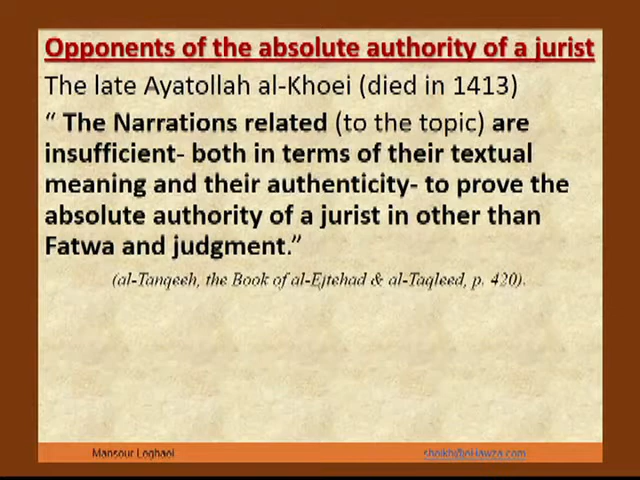 Opponents of the absolute authority of a jurist
The late Ayatollah al-Khoei (died in 1413)
“ The Narrations related (to the topic) are
insufficient- both in terms of their textual
meaning and their authenticity- to prove the
absolute authority of a jurist in other than
Fatwa and judgment.”
(al-Tanqeeh, the Book of al-Ejtehad & al-Taqleed, p. 420).
Mansour Leghaei
sheikh@eHawza.com